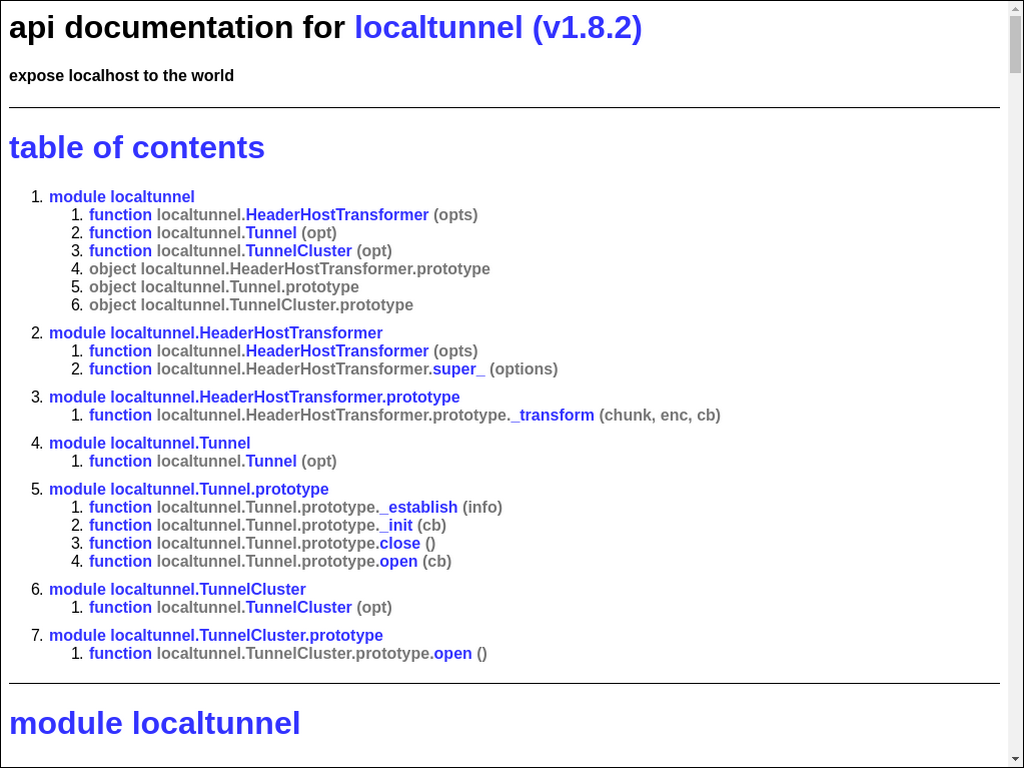 api documentation for localtunnel (v1.8.2)
expose localhost to the world
table of contents
1. module localtunnel
1. function localtunnel.HeaderHostTransformer (opts)
2. function localtunnel.Tunnel (opt)
3. function localtunnel.TunnelCluster (opt)
4. object localtunnel.HeaderHostTransformer.prototype
5. object localtunnel.Tunnel.prototype
6. object localtunnel.TunnelCluster.prototype
2. module localtunnel.HeaderHostTransformer
1. function localtunnel.HeaderHostTransformer (opts)
2. function localtunnel.HeaderHostTransformer.super_ (options)
3. module localtunnel.HeaderHostTransformer.prototype
1. function localtunnel.HeaderHostTransformer.prototype._transform (chunk, enc, cb)
4. module localtunnel.Tunnel
1. function localtunnel.Tunnel (opt)
5. module localtunnel.Tunnel.prototype
1. function localtunnel.Tunnel.prototype._establish (info)
2. function localtunnel.Tunnel.prototype._init (cb)
3. function localtunnel.Tunnel.prototype.close ()
4. function localtunnel.Tunnel.prototype.open (cb)
6. module localtunnel.TunnelCluster
1. function localtunnel.TunnelCluster (opt)
7. module localtunnel.TunnelCluster.prototype
1. function localtunnel.TunnelCluster.prototype.open ()
module localtunnel